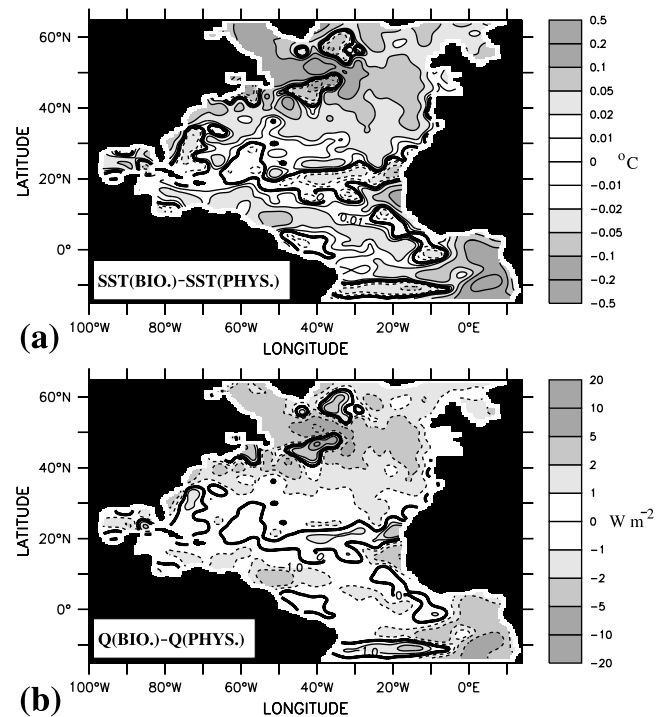 60°N
40°N
20°N
0°
LATITUDE
0
0.01
SST(BIO.)-SST(PHYS.)
(a)
100°W 80°W 60°W 40°W 20°W 0°E
LONGITUDE
0.5
0.2
0.1
0.05
0.02
0.01
0
-0.01
-0.02
-0.05
-0.1
-0.2
-0.5
°C
60°N
40°N
20°N
0°
LATITUDE
0
-1.0
0
1.0
Q(BIO.)-Q(PHYS.)
(b)
100°W 80°W 60°W 40°W 20°W 0°E
LONGITUDE
20
10
5
2
1
0
-1
-2
-5
-10
-20
W m⁻²